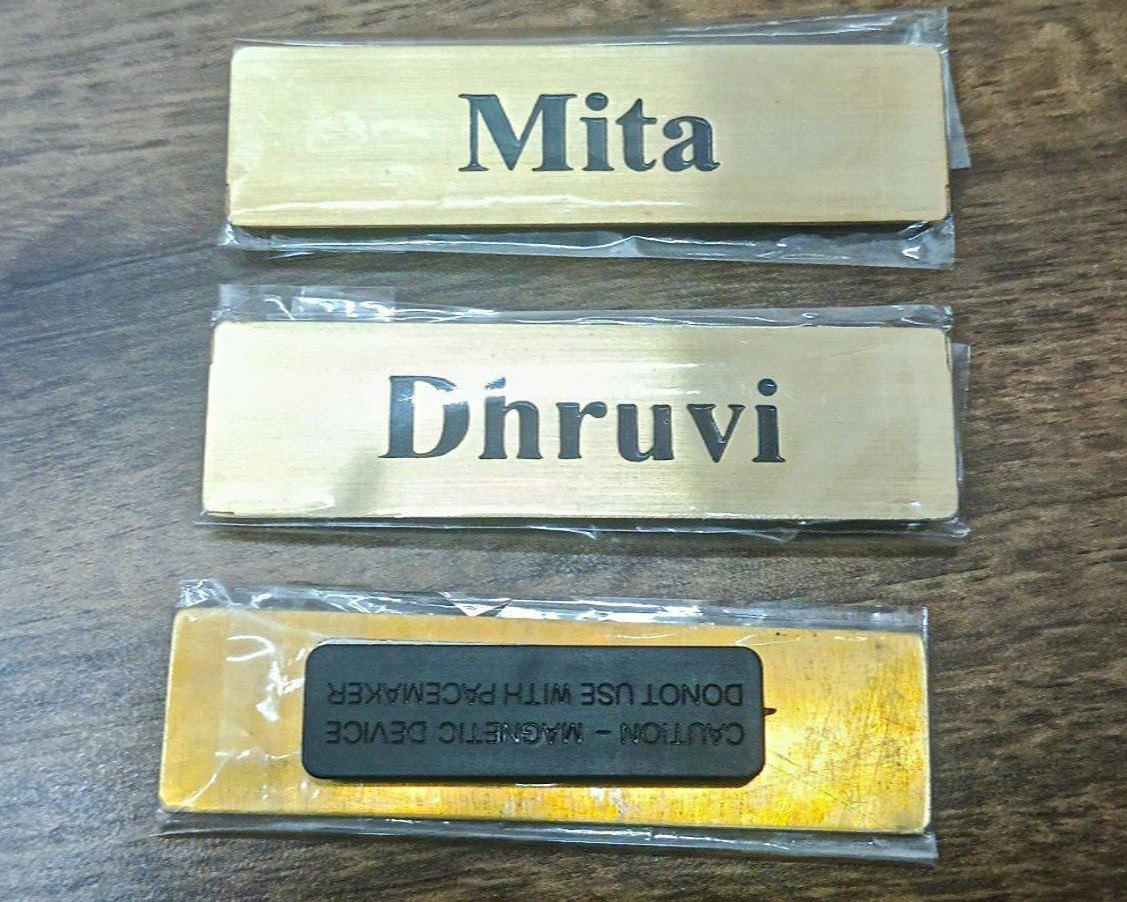 Mita
Dhruvi
CAUTION - MAGNETIC DEVICE
DONOT USE WITH PACEMAKER